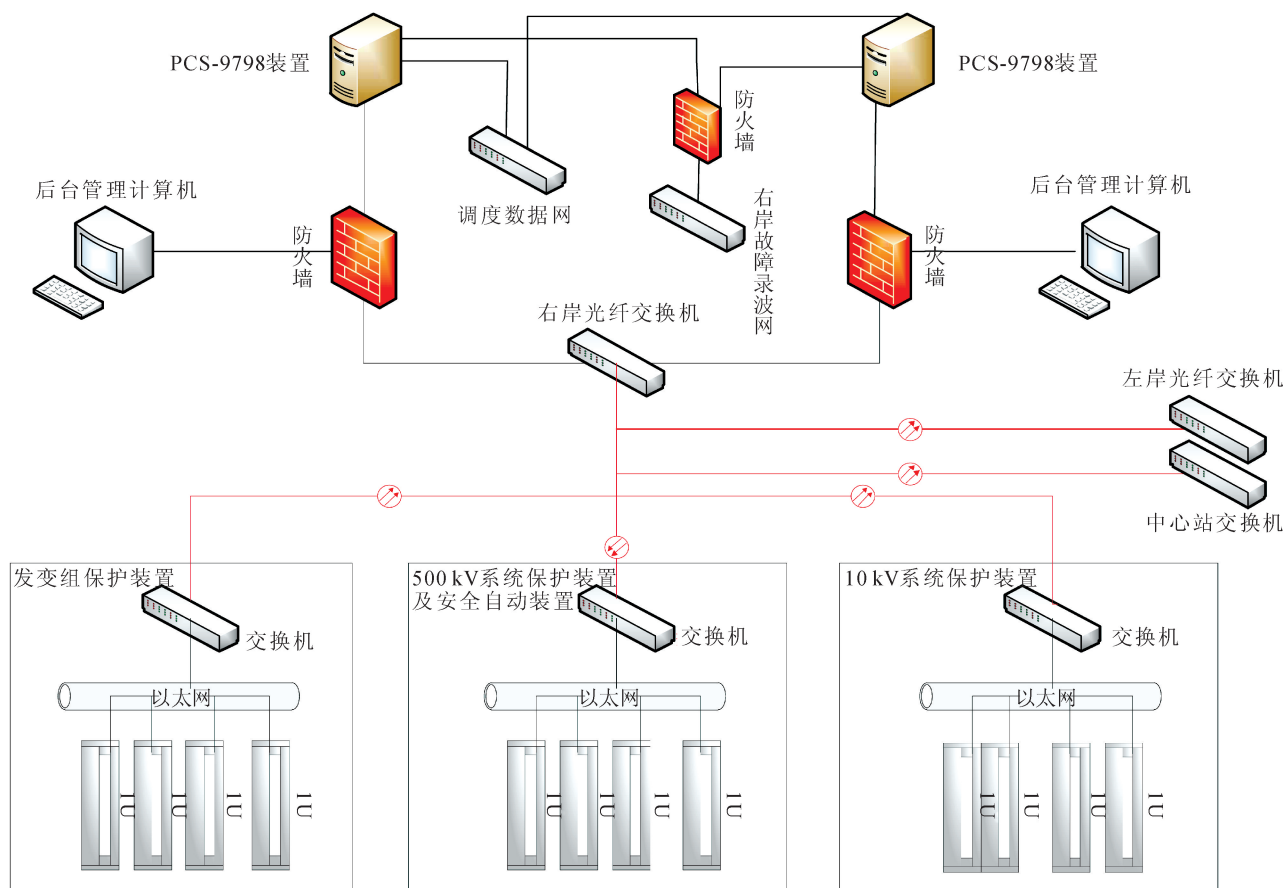 PCS-9798装置
PCS-9798装置
防火墙
后台管理计算机
防火墙
调度数据网
右岸故障录波网
防火墙
后台管理计算机
右岸光纤交换机
左岸光纤交换机
中心站交换机
发变组保护装置
交换机
以太网
1U
1U
1U
1U
500 kV系统保护装置
及安全自动装置
交换机
以太网
1U
1U
1U
1U
10 kV系统保护装置
交换机
以太网
1U
1U
1U
1U